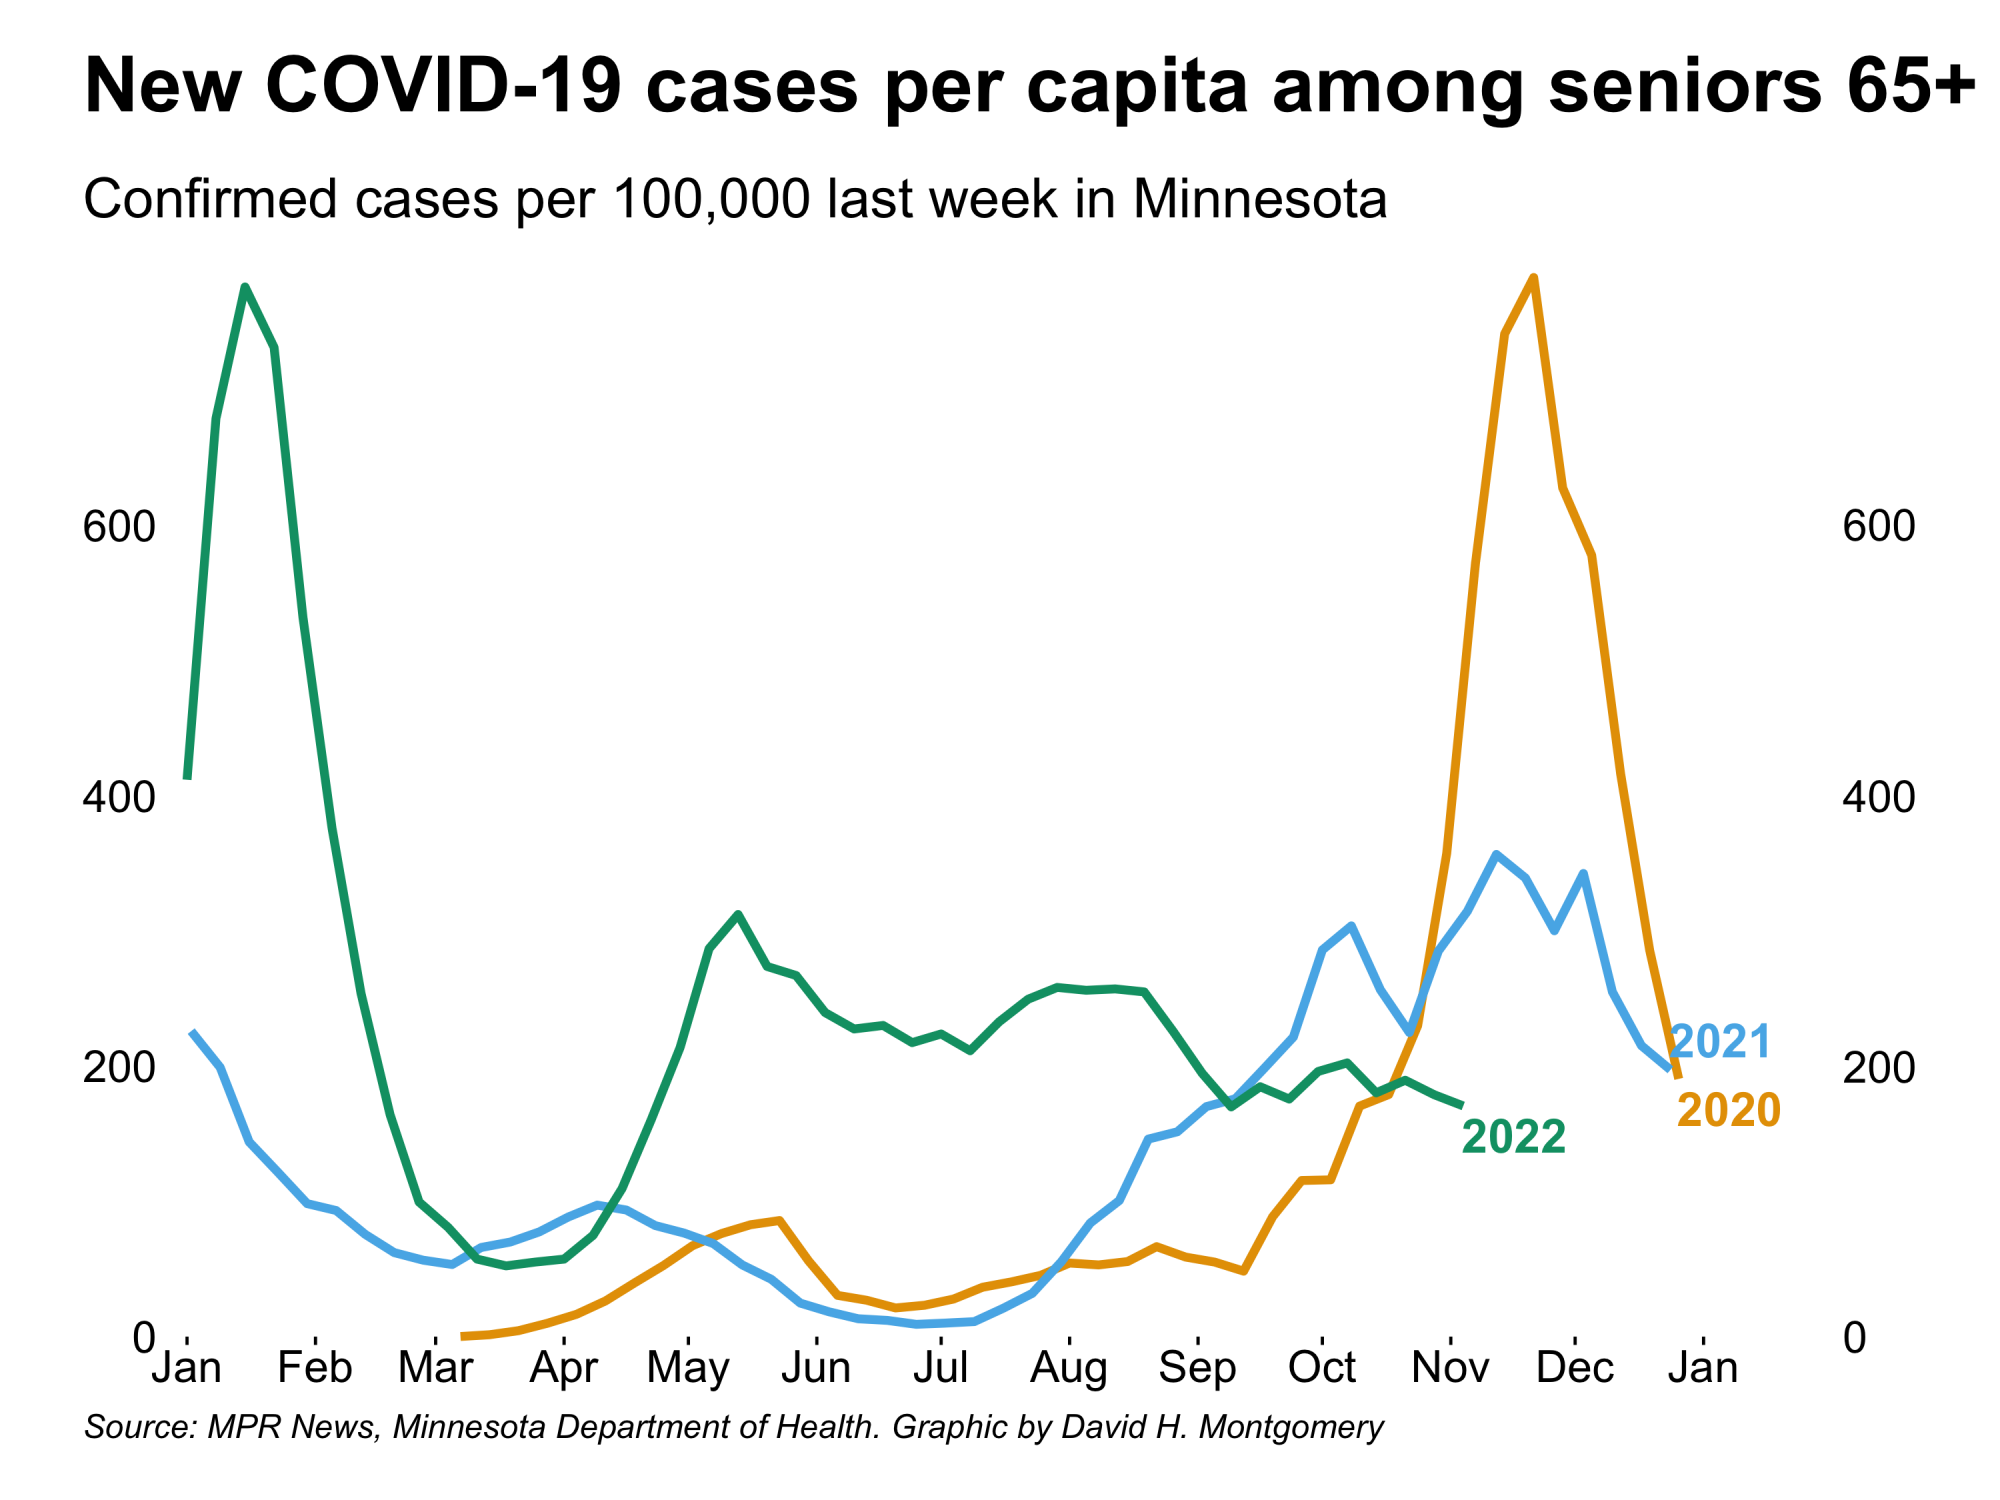 New COVID-19 cases per capita among seniors 65+
Confirmed cases per 100,000 last week in Minnesota
600 600
400 400
2021
200 200
2020
2022
0 0
Jan Feb Mar Apr May Jun Jul Aug Sep Oct Nov Dec Jan
Source: MPR News, Minnesota Department of Health. Graphic by David H. Montgomery